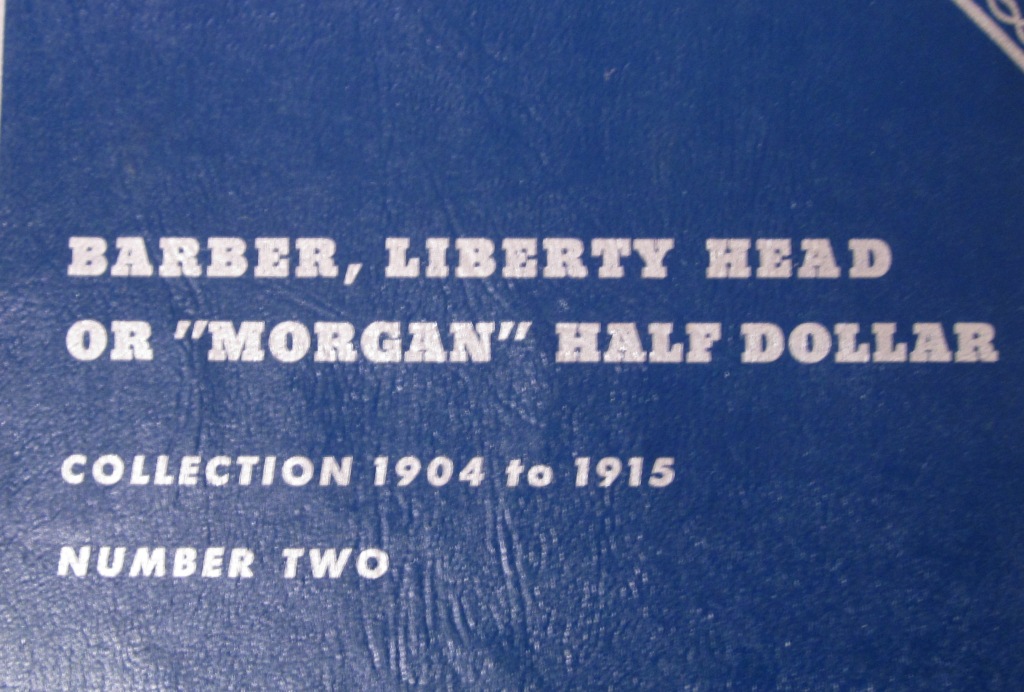 BARBER, LIBERTY HEAD
OR "MORGAN" HALF DOLLAR
COLLECTION 1904 to 1915
NUMBER TWO